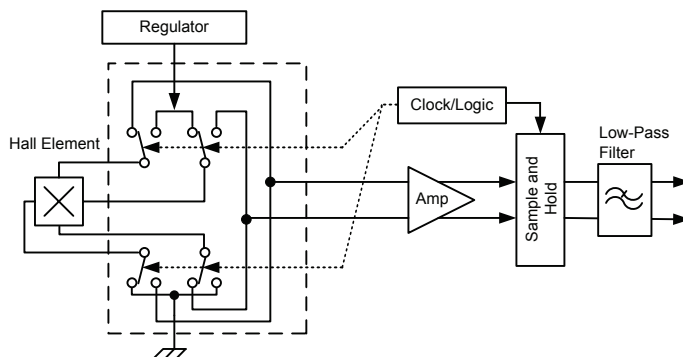 Regulator
Clock/Logic
Hall Element
Low-Pass
Filter
Amp
Sample and
Hold